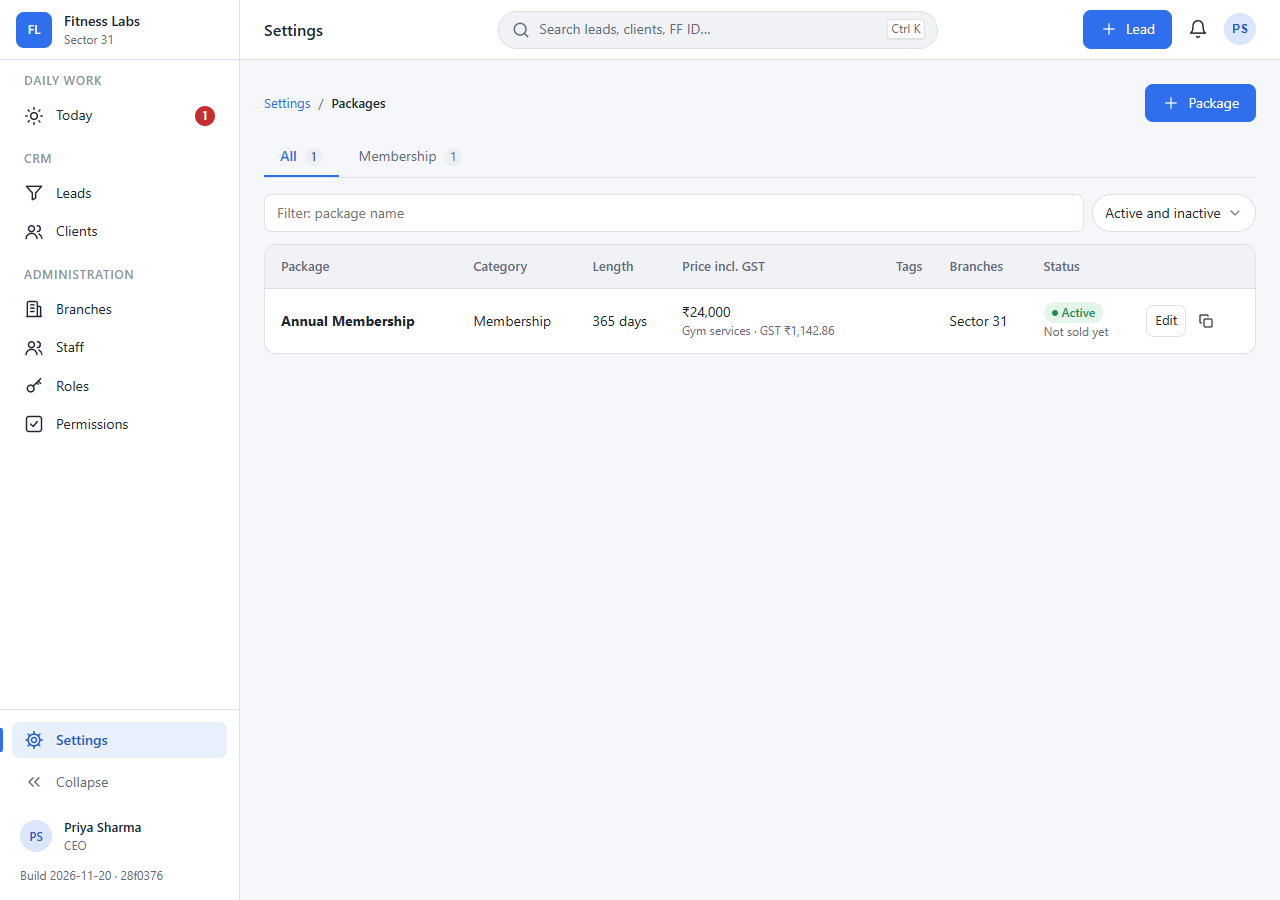 FL
Fitness Labs
Sector 31
Settings
Search leads, clients, FF ID...
Ctrl K
Lead
PS
DAILY WORK
Today
1
CRM
Leads
Clients
ADMINISTRATION
Branches
Staff
Roles
Permissions
Settings
Collapse
PS
Priya Sharma
CEO
Build 2026-11-20 · 28f0376
Settings / Packages
Package
All 1
Membership 1
Filter: package name
Active and inactive
Package Category Length Price incl. GST Tags Branches Status
Annual Membership Membership 365 days ₹24,000 Sector 31 Active Edit
Gym services · GST ₹1,142.86 Not sold yet